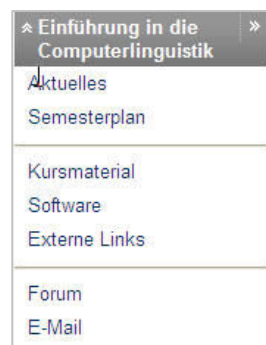 Einführung in die
Computerlinguistik
Aktuelles
Semesterplan
Kursmaterial
Software
Externe Links
Forum
E-Mail